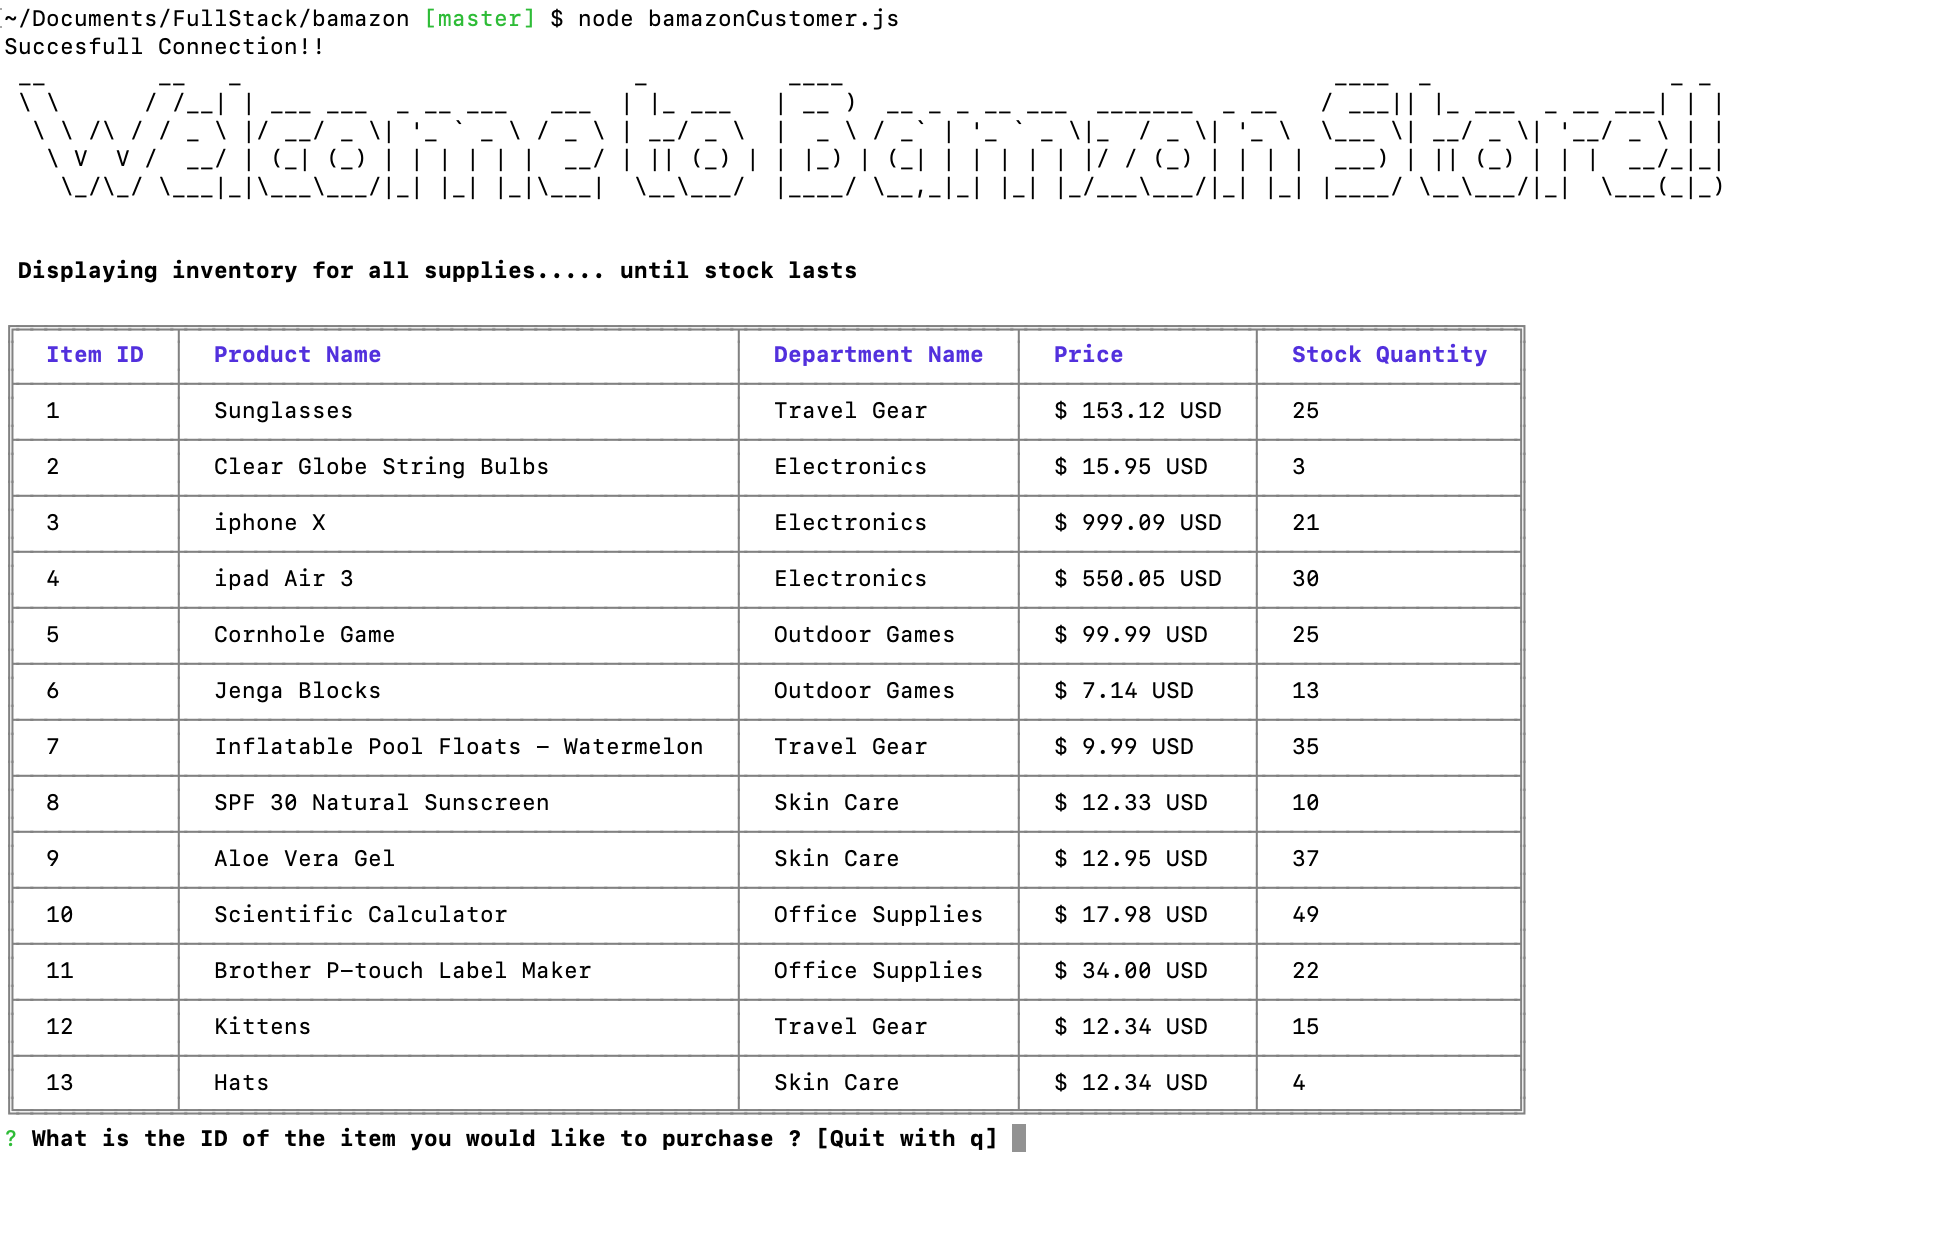 ~/Documents/FullStack/bamazon [master] $ node bamazonCustomer.js
Succesfull Connection!!
Welcome to Bamzon Store!!
Displaying inventory for all supplies..... until stock lasts
Item ID Product Name Department Name Price Stock Quantity
1 Sunglasses Travel Gear $ 153.12 USD 25
2 Clear Globe String Bulbs Electronics $ 15.95 USD 3
3 iphone X Electronics $ 999.09 USD 21
4 ipad Air 3 Electronics $ 550.05 USD 30
5 Cornhole Game Outdoor Games $ 99.99 USD 25
6 Jenga Blocks Outdoor Games $ 7.14 USD 13
7 Inflatable Pool Floats – Watermelon Travel Gear $ 9.99 USD 35
8 SPF 30 Natural Sunscreen Skin Care $ 12.33 USD 10
9 Aloe Vera Gel Skin Care $ 12.95 USD 37
10 Scientific Calculator Office Supplies $ 17.98 USD 49
11 Brother P-touch Label Maker Office Supplies $ 34.00 USD 22
12 Kittens Travel Gear $ 12.34 USD 15
13 Hats Skin Care $ 12.34 USD 4
? What is the ID of the item you would like to purchase ? [Quit with q]